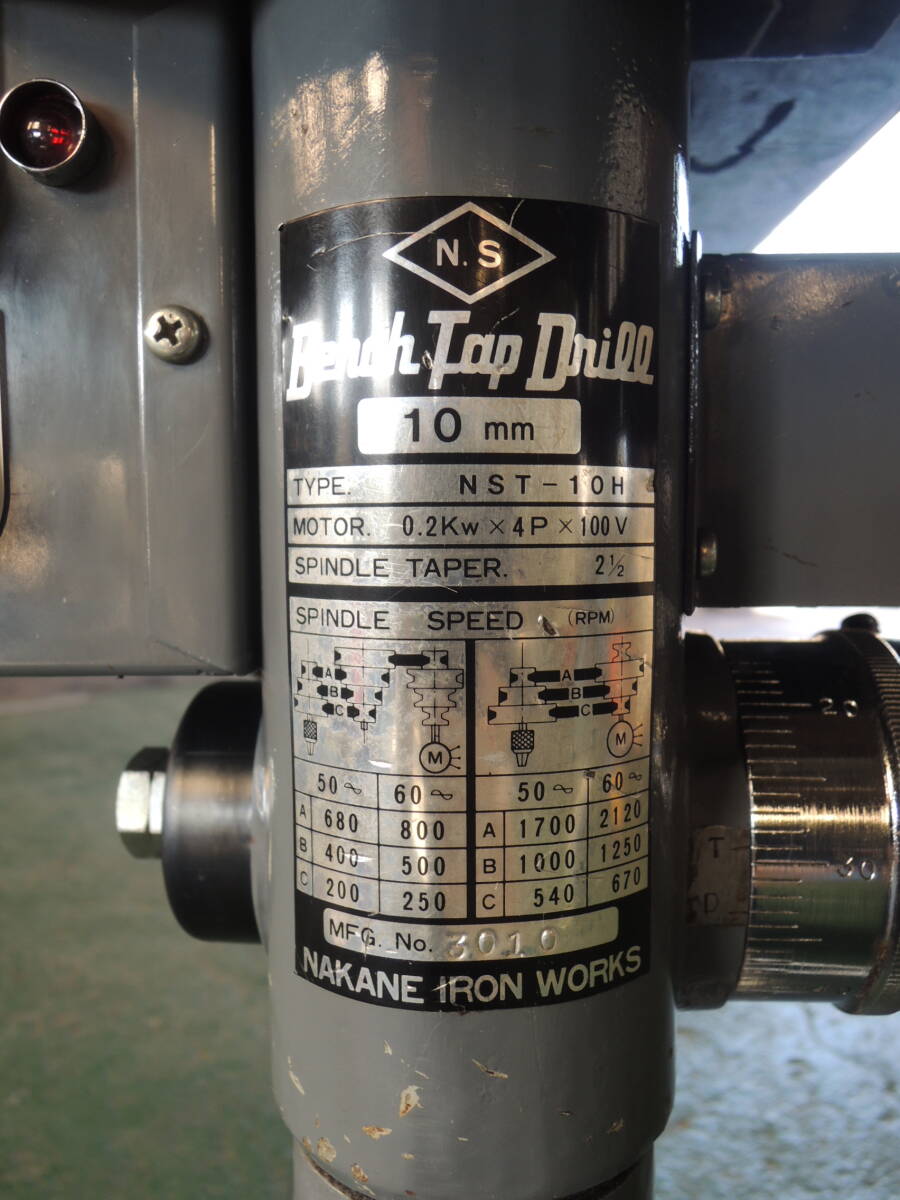 N.S
Bench Tap Drill
10 mm
TYPE. NST-10H
MOTOR. 0.2Kw×4P×100V
SPINDLE TAPER. 2½
SPINDLE SPEED (RPM)
A A
B B
C C
M M
50∼ 60∼ 50∼ 60∼
A 680 800 A 1700 2120
B 400 500 B 1000 1250
C 200 250 C 540 670
MFG. No. 3010
NAKANE IRON WORKS
20
T 30
D